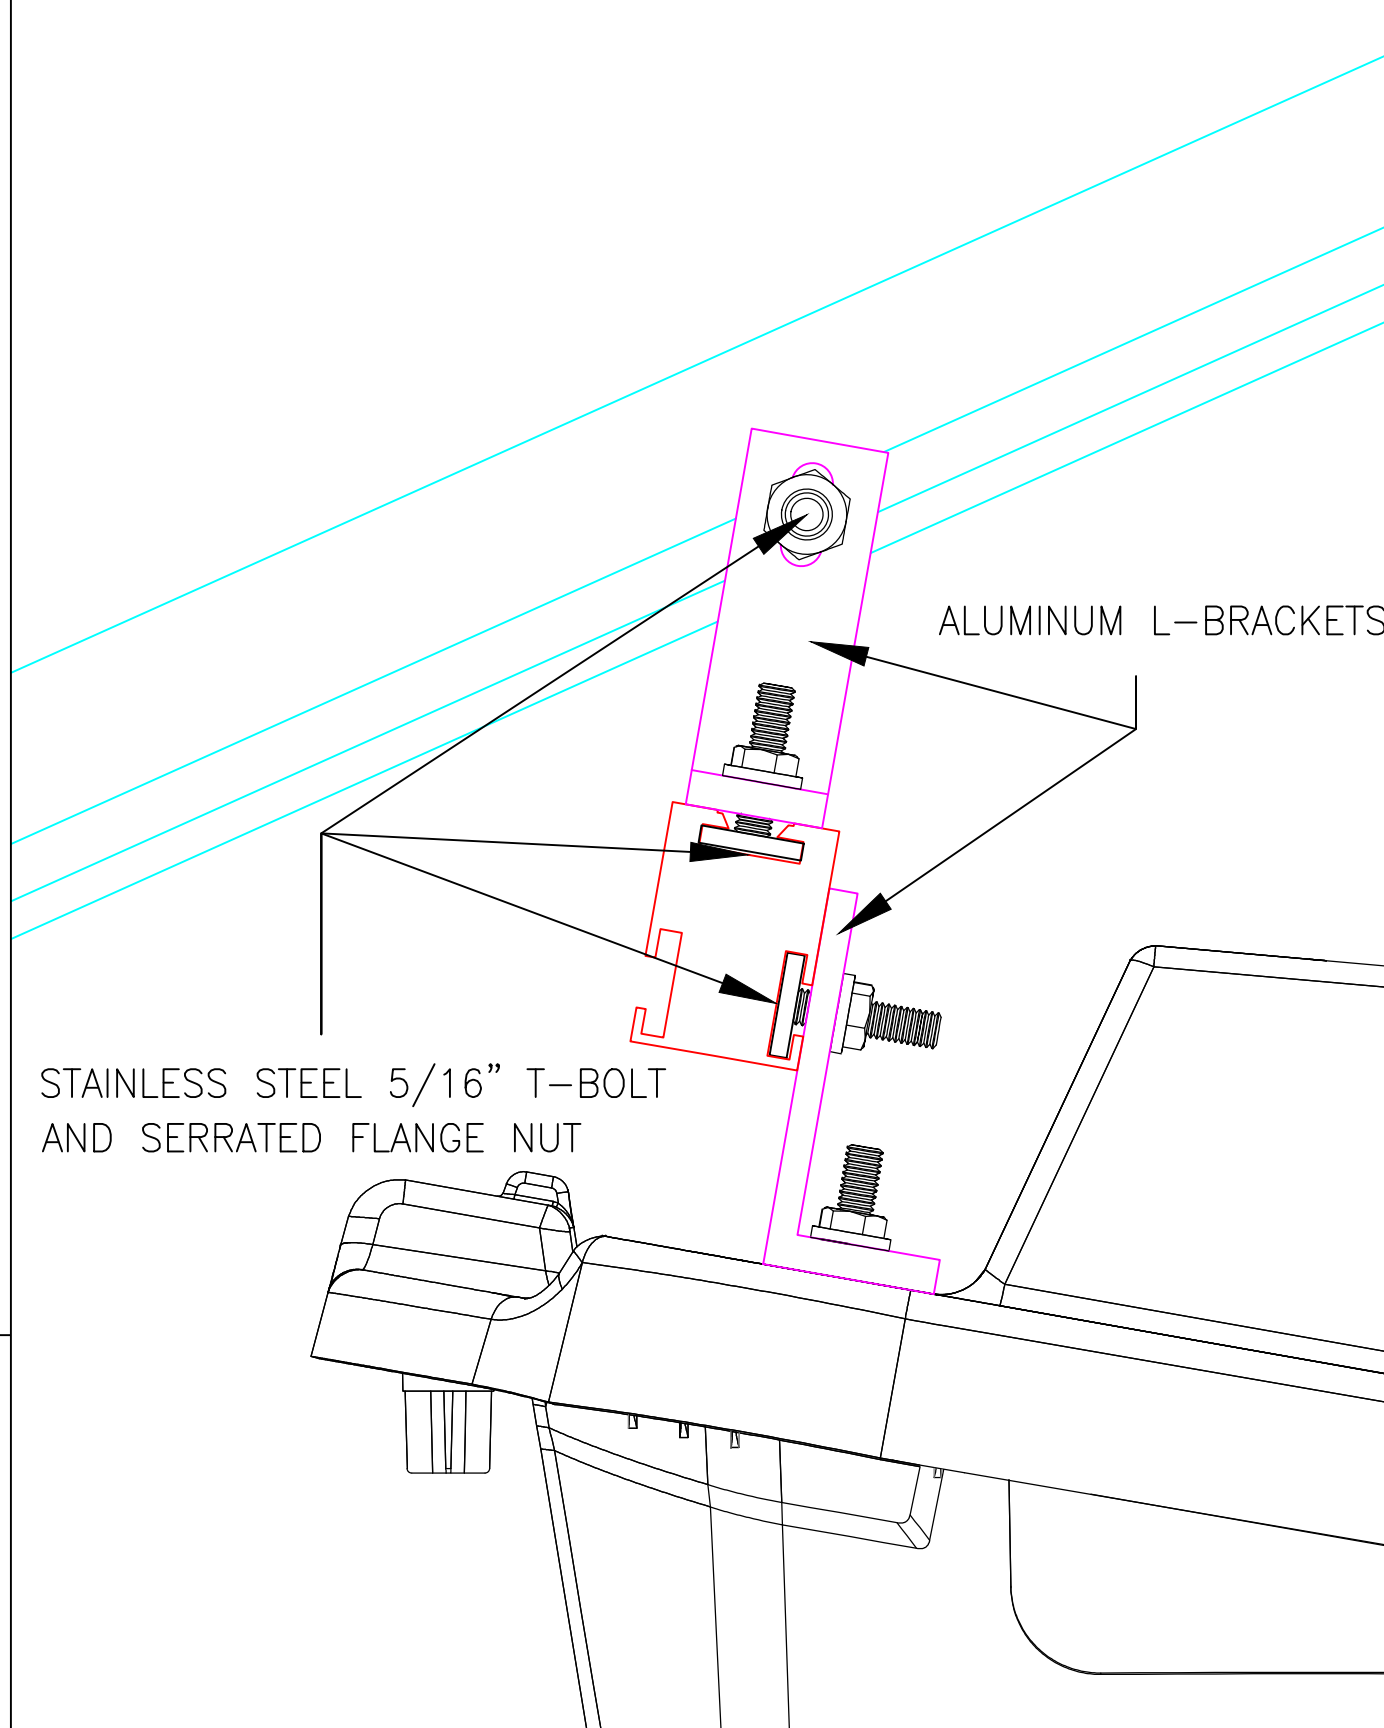 ALUMINUM L-BRACKETS
STAINLESS STEEL 5/16” T-BOLT
AND SERRATED FLANGE NUT